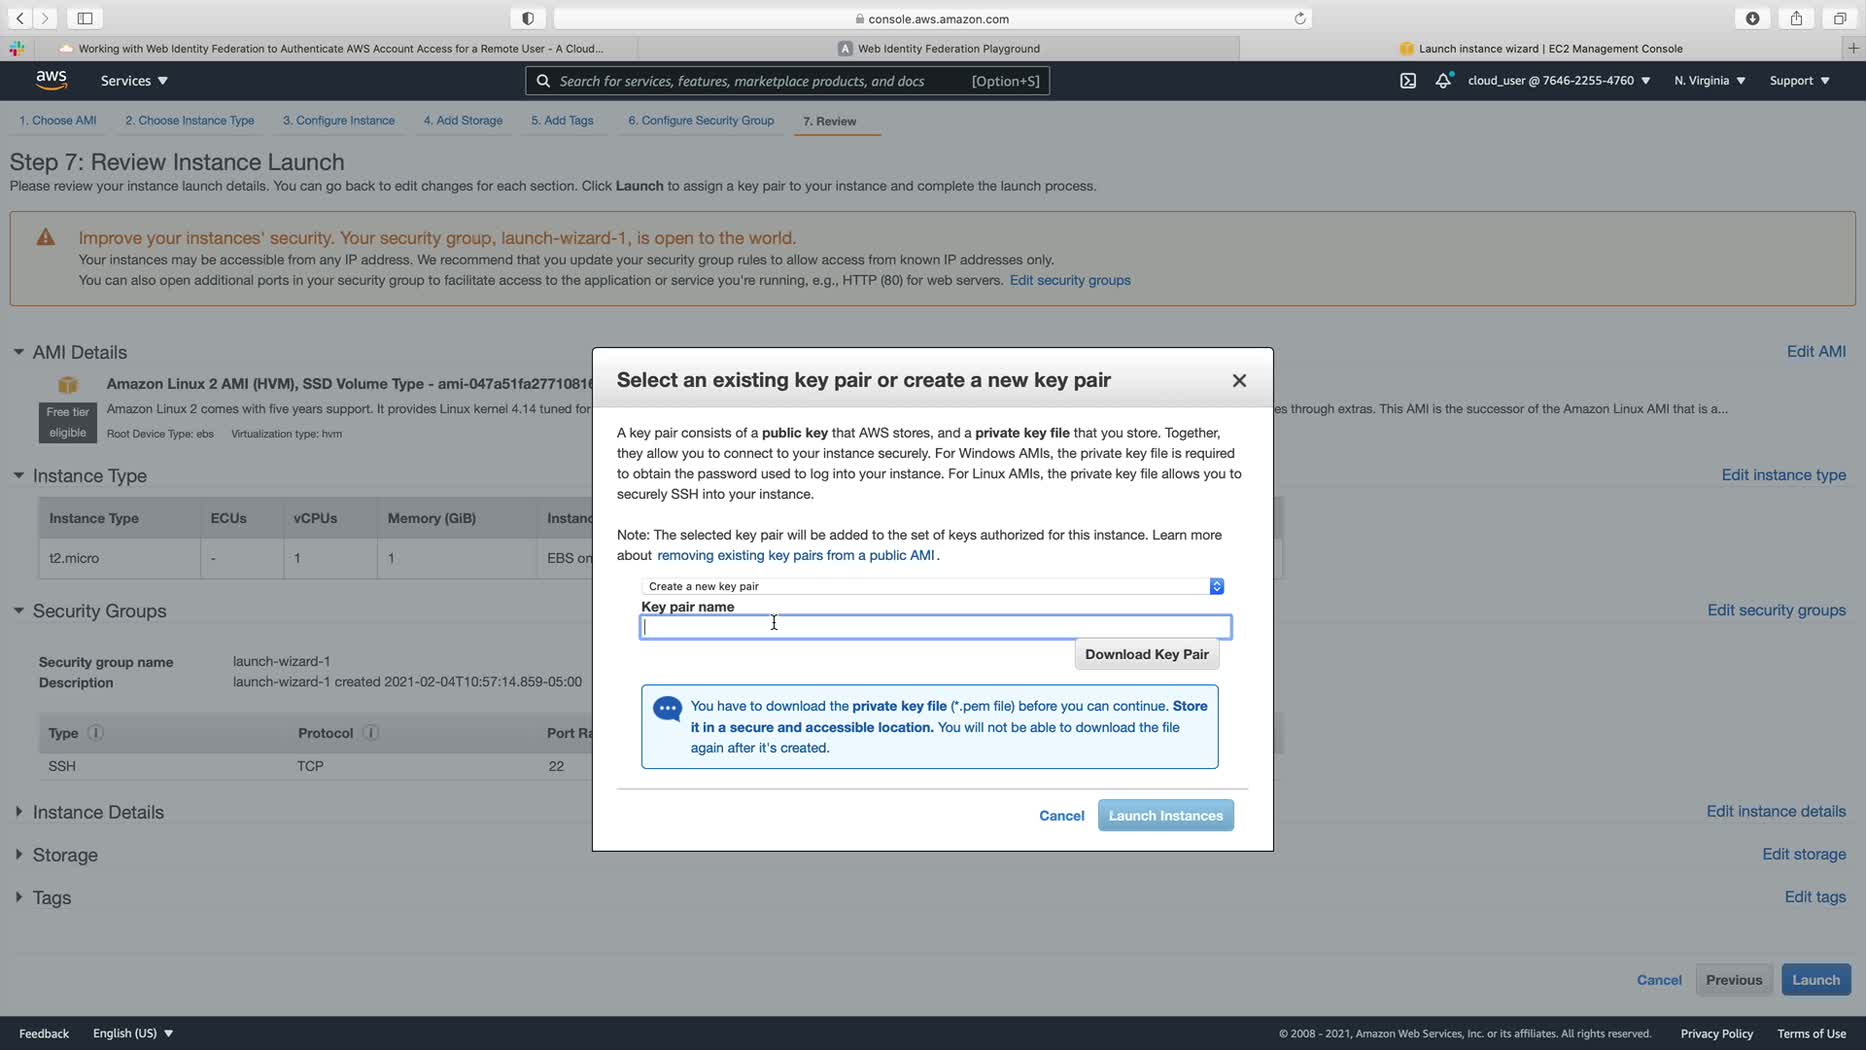 console.aws.amazon.com
Working with Web Identity Federation to Authenticate AWS Account Access for a Remote User - A Cloud...
A Web Identity Federation Playground
Launch instance wizard | EC2 Management Console
aws
Services
Search for services, features, marketplace products, and docs [Option+S]
cloud_user @ 7646-2255-4760
N. Virginia
Support
1. Choose AMI
2. Choose Instance Type
3. Configure Instance
4. Add Storage
5. Add Tags
6. Configure Security Group
7. Review
Step 7: Review Instance Launch
Please review your instance launch details. You can go back to edit changes for each section. Click Launch to assign a key pair to your instance and complete the launch process.
Improve your instances' security. Your security group, launch-wizard-1, is open to the world.
Your instances may be accessible from any IP address. We recommend that you update your security group rules to allow access from known IP addresses only.
You can also open additional ports in your security group to facilitate access to the application or service you're running, e.g., HTTP (80) for web servers. Edit security groups
AMI Details
Edit AMI
Amazon Linux 2 AMI (HVM), SSD Volume Type - ami-047a51fa27710816
Free tier eligible
Amazon Linux 2 comes with five years support. It provides Linux kernel 4.14 tuned for
es through extras. This AMI is the successor of the Amazon Linux AMI that is a...
Root Device Type: ebs Virtualization type: hvm
Instance Type
Edit instance type
Instance Type ECUs vCPUs Memory (GiB) Instanc
t2.micro - 1 1 EBS on
Security Groups
Edit security groups
Security group name launch-wizard-1
Description launch-wizard-1 created 2021-02-04T10:57:14.859-05:00
Type Protocol Port Ra
SSH TCP 22
Instance Details
Edit instance details
Storage
Edit storage
Tags
Edit tags
Select an existing key pair or create a new key pair
A key pair consists of a public key that AWS stores, and a private key file that you store. Together,
they allow you to connect to your instance securely. For Windows AMIs, the private key file is required
to obtain the password used to log into your instance. For Linux AMIs, the private key file allows you to
securely SSH into your instance.
Note: The selected key pair will be added to the set of keys authorized for this instance. Learn more
about removing existing key pairs from a public AMI.
Create a new key pair
Key pair name
Download Key Pair
You have to download the private key file (*.pem file) before you can continue. Store
it in a secure and accessible location. You will not be able to download the file
again after it's created.
Cancel
Launch Instances
Cancel
Previous
Launch
Feedback
English (US)
© 2008 - 2021, Amazon Web Services, Inc. or its affiliates. All rights reserved.
Privacy Policy
Terms of Use